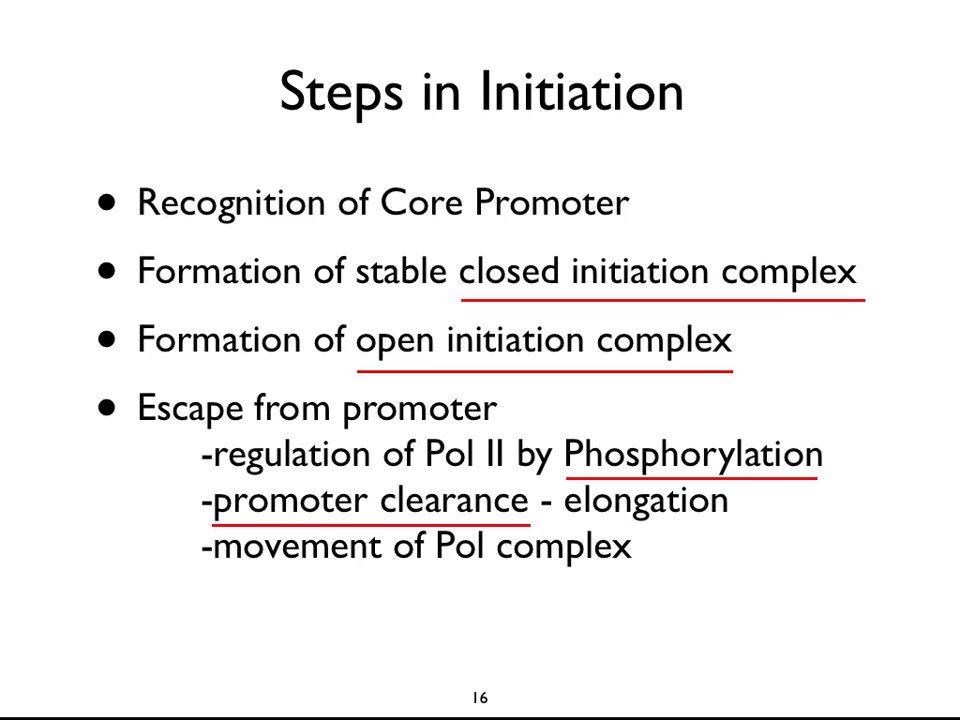 Steps in Initiation
• Recognition of Core Promoter
• Formation of stable closed initiation complex
• Formation of open initiation complex
• Escape from promoter
-regulation of Pol II by Phosphorylation
-promoter clearance - elongation
-movement of Pol complex
16